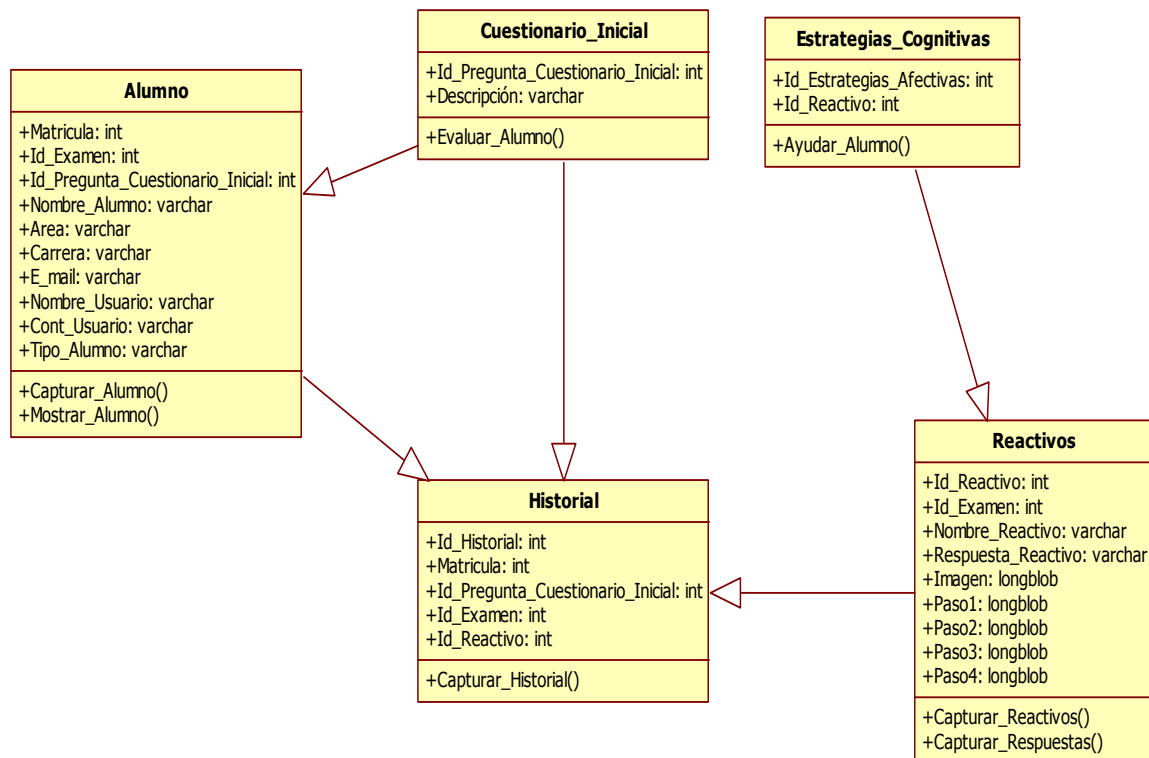 Cuestionario_Inicial
+Id_Pregunta_Cuestionario_Inicial: int
+Descripción: varchar
+Evaluar_Alumno()
Estrategias_Cognitivas
+Id_Estrategias_Afectivas: int
+Id_Reactivo: int
+Ayudar_Alumno()
Alumno
+Matricula: int
+Id_Examen: int
+Id_Pregunta_Cuestionario_Inicial: int
+Nombre_Alumno: varchar
+Area: varchar
+Carrera: varchar
+E_mail: varchar
+Nombre_Usuario: varchar
+Cont_Usuario: varchar
+Tipo_Alumno: varchar
+Capturar_Alumno()
+Mostrar_Alumno()
Historial
+Id_Historial: int
+Matricula: int
+Id_Pregunta_Cuestionario_Inicial: int
+Id_Examen: int
+Id_Reactivo: int
+Capturar_Historial()
Reactivos
+Id_Reactivo: int
+Id_Examen: int
+Nombre_Reactivo: varchar
+Respuesta_Reactivo: varchar
+Imagen: longblob
+Paso1: longblob
+Paso2: longblob
+Paso3: longblob
+Paso4: longblob
+Capturar_Reactivos()
+Capturar_Respuestas()